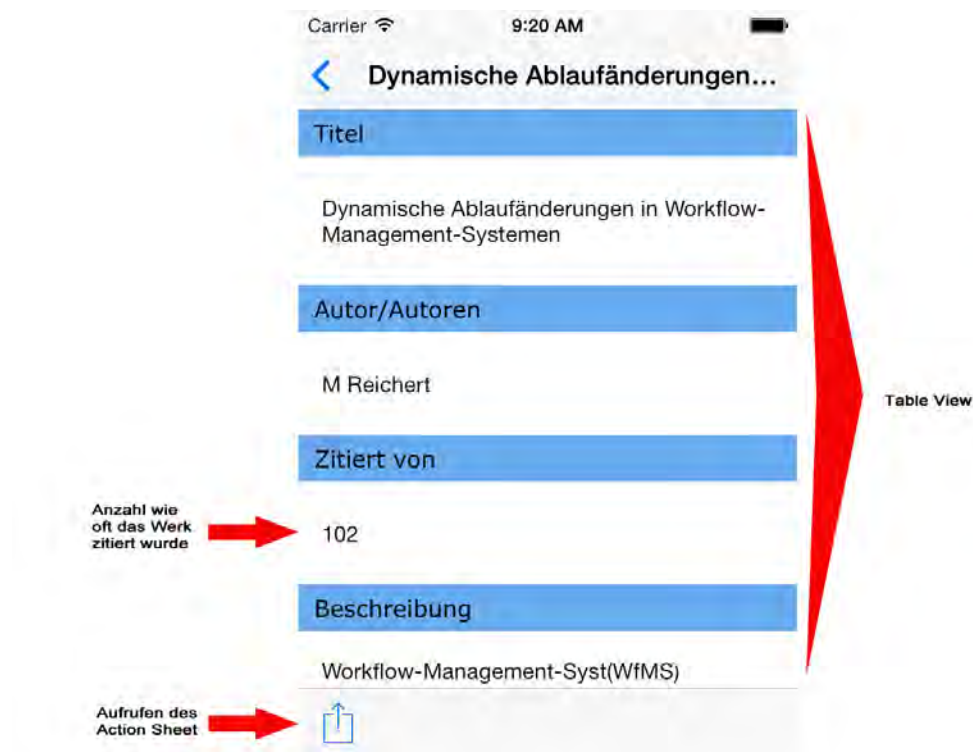 Carrier 9:20 AM
Dynamische Ablaufänderungen...
Titel
Dynamische Ablaufänderungen in Workflow-
Management-Systemen
Autor/Autoren
M Reichert
Table View
Zitiert von
Anzahl wie
oft das Werk
zitiert wurde
102
Beschreibung
Workflow-Management-Syst(WfMS)
Aufrufen des
Action Sheet